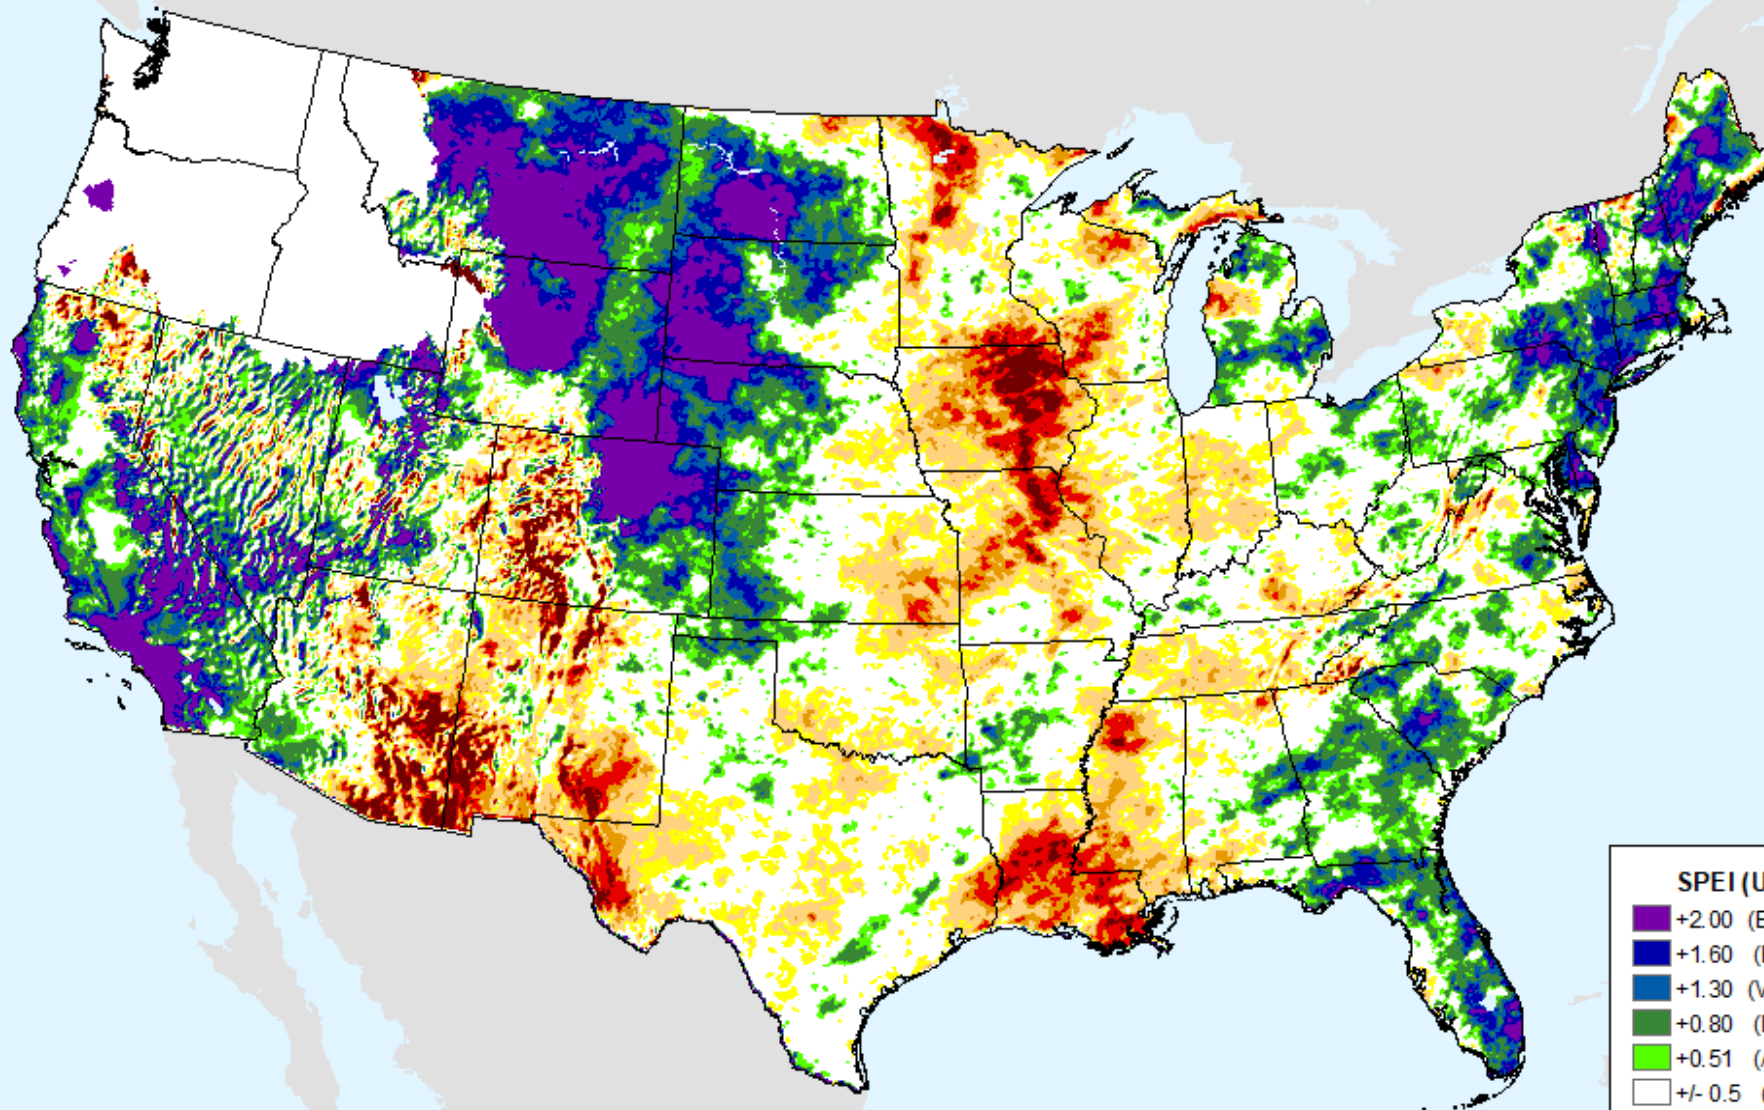 SPEI (U
+2.00 (E
+1.60 (
+1.30 (V
+0.80 (
+0.51 (
+/- 0.5 (